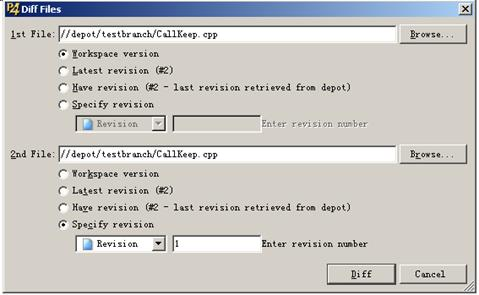 P4 Diff Files
1st File: //depot/testbranch/CallKeep.cpp Browse...
Workspace version
Latest revision (#2)
Have revision (#2 - last revision retrieved from depot)
Specify revision
Revision Enter revision number
2nd File: //depot/testbranch/CallKeep.cpp Browse...
Workspace version
Latest revision (#2)
Have revision (#2 - last revision retrieved from depot)
Specify revision
Revision 1 Enter revision number
Diff Cancel